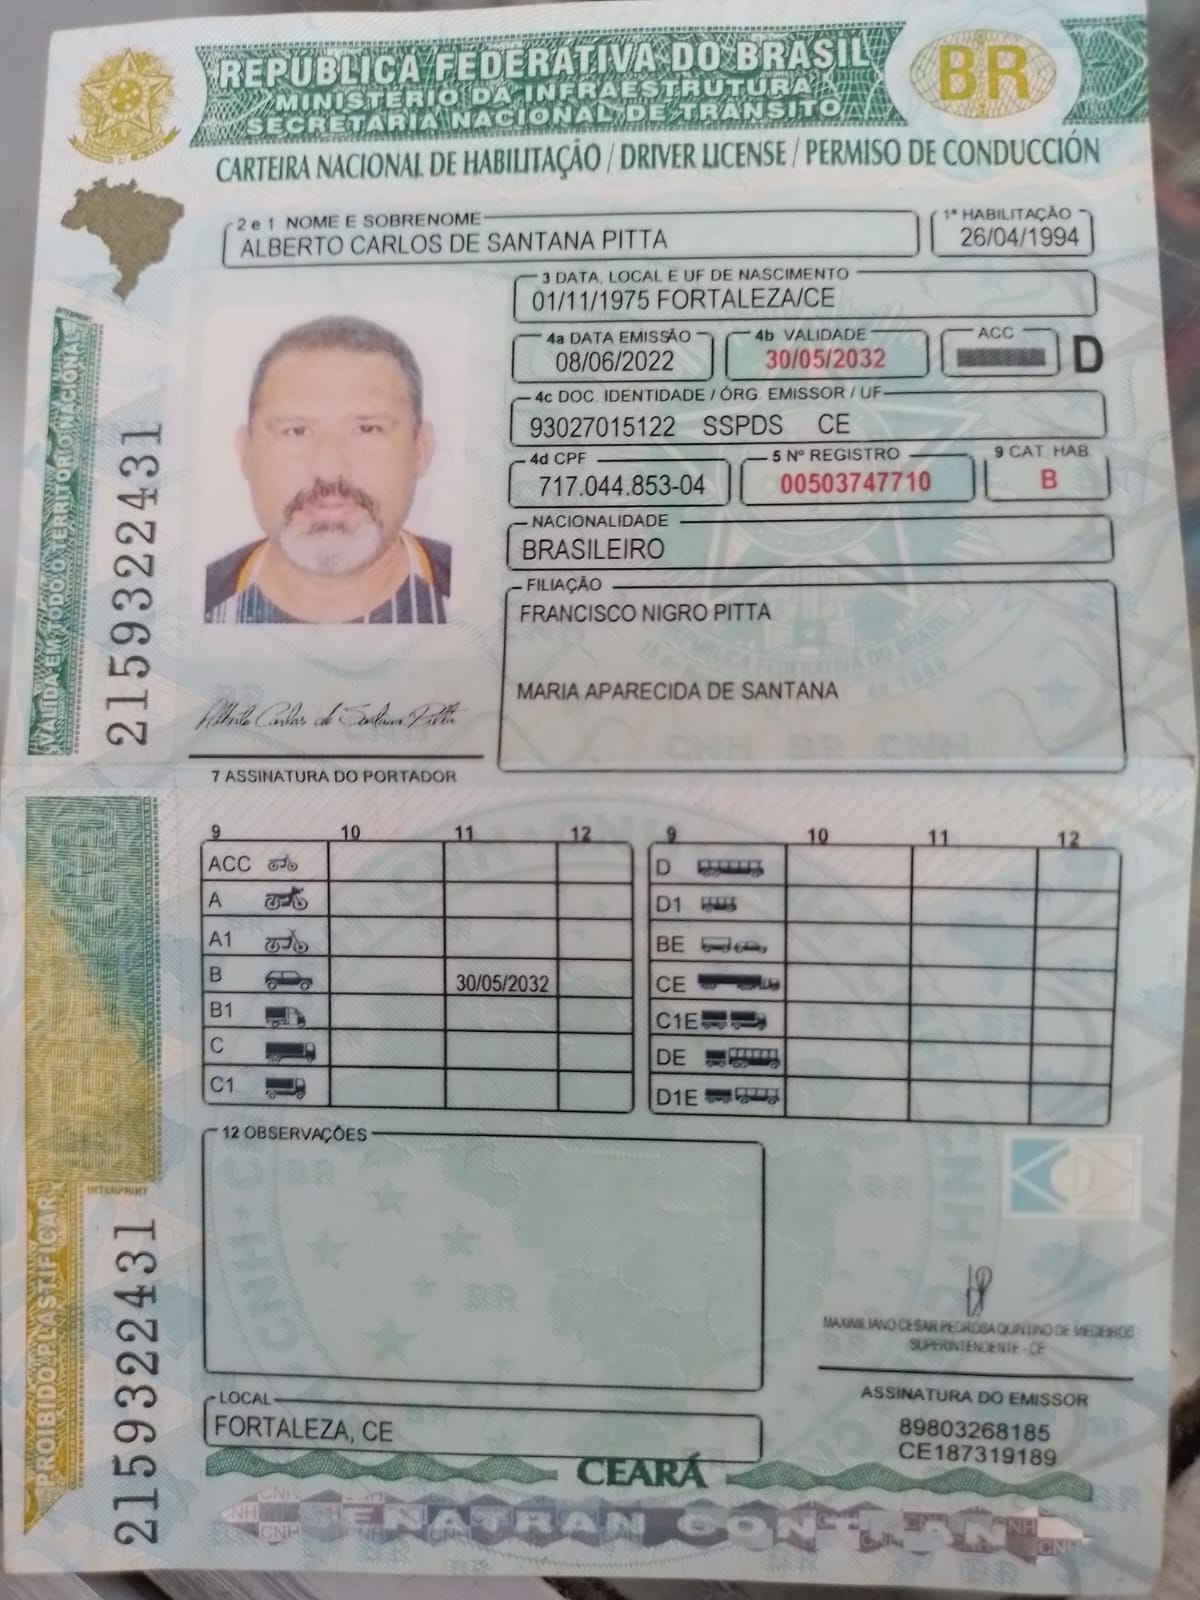 REPÚBLICA FEDERATIVA DO BRASIL
MINISTÉRIO DA INFRAESTRUTURA
SECRETARIA NACIONAL DE TRÂNSITO
BR
CARTEIRA NACIONAL DE HABILITAÇÃO / DRIVER LICENSE / PERMISO DE CONDUCCIÓN
2 e 1 NOME E SOBRENOME
ALBERTO CARLOS DE SANTANA PITTA
1ª HABILITAÇÃO
26/04/1994
3 DATA, LOCAL E UF DE NASCIMENTO
01/11/1975 FORTALEZA/CE
4a DATA EMISSÃO
08/06/2022
4b VALIDADE
30/05/2032
ACC
D
4c DOC. IDENTIDADE / ÓRG. EMISSOR / UF
93027015122 SSPDS CE
4d CPF
717.044.853-04
5 Nº REGISTRO
00503747710
9 CAT. HAB.
B
NACIONALIDADE
BRASILEIRO
FILIAÇÃO
FRANCISCO NIGRO PITTA
MARIA APARECIDA DE SANTANA
INTERPRINT
VÁLIDA EM TODO O TERRITÓRIO NACIONAL
2159322431
Alberto Carlos de Santana Pitta
7 ASSINATURA DO PORTADOR
CNH BR CNH
9 10 11 12
ACC
A
A1
B 30/05/2032
B1
C
C1
9 10 11 12
D
D1
BE
CE
C1E
DE
D1E
12 OBSERVAÇÕES
INTERPRINT
PROIBIDO PLASTIFICAR
2159322431
MAXIMILIANO CESAR PEDROSA QUINTINO DE MEDEIROS
SUPERINTENDENTE - CE
ASSINATURA DO EMISSOR
89803268185
CE187319189
LOCAL
FORTALEZA, CE
CEARÁ